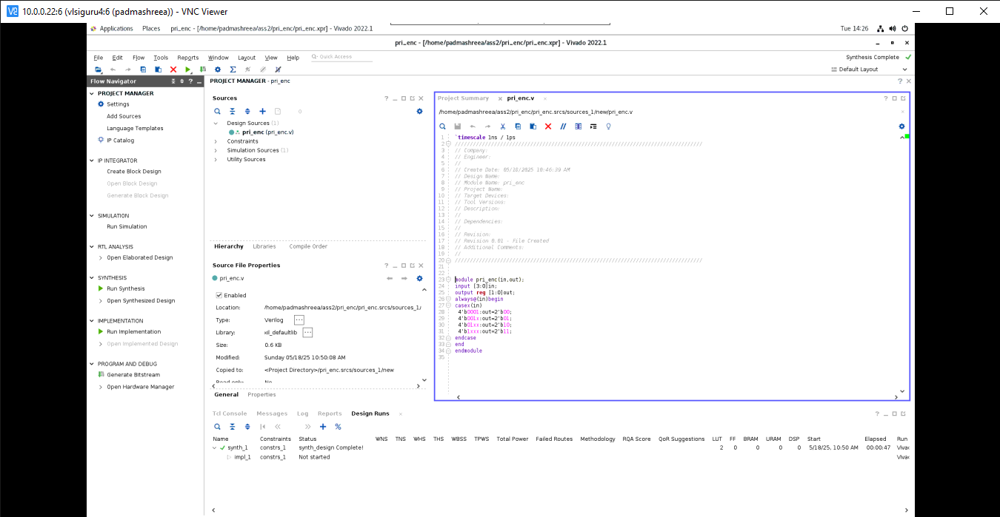 10.0.0.22:6 (vlsiguru4:6 (padmashreea)) - VNC Viewer
Applications Places pri_enc - [/home/padmashreea/ass2/pri_enc/pri_enc.xpr] - Vivado 2022.1 Tue 14:26
pri_enc - [/home/padmashreea/ass2/pri_enc/pri_enc.xpr] - Vivado 2022.1
File Edit Flow Tools Reports Window Layout View Help Quick Access Synthesis Complete
Default Layout
Flow Navigator
PROJECT MANAGER
Settings
Add Sources
Language Templates
IP Catalog
IP INTEGRATOR
Create Block Design
Open Block Design
Generate Block Design
SIMULATION
Run Simulation
RTL ANALYSIS
Open Elaborated Design
SYNTHESIS
Run Synthesis
Open Synthesized Design
IMPLEMENTATION
Run Implementation
Open Implemented Design
PROGRAM AND DEBUG
Generate Bitstream
Open Hardware Manager
PROJECT MANAGER - pri_enc
Sources
0
Design Sources (1)
pri_enc (pri_enc.v)
Constraints
Simulation Sources (1)
Utility Sources
Hierarchy Libraries Compile Order
Source File Properties
pri_enc.v
Enabled
Location: /home/padmashreea/ass2/pri_enc/pri_enc.srcs/sources_1/
Type: Verilog
Library: xil_defaultlib
Size: 0.6 KB
Modified: Sunday 05/18/25 10:50:08 AM
Copied to: <Project Directory>/pri_enc.srcs/sources_1/new
Read-only: No
General Properties
Project Summary pri_enc.v
/home/padmashreea/ass2/pri_enc/pri_enc.srcs/sources_1/new/pri_enc.v
1 `timescale 1ns / 1ps
2 //////////////////////////////////////////////////////////////////////////////////
3 // Company:
4 // Engineer:
5 //
6 // Create Date: 05/18/2025 10:46:39 AM
7 // Design Name:
8 // Module Name: pri_enc
9 // Project Name:
10 // Target Devices:
11 // Tool Versions:
12 // Description:
13 //
14 // Dependencies:
15 //
16 // Revision:
17 // Revision 0.01 - File Created
18 // Additional Comments:
19 //
20 //////////////////////////////////////////////////////////////////////////////////
21
22
23 module pri_enc(in,out);
24 input [3:0]in;
25 output reg [1:0]out;
26 always@(in)begin
27 casex(in)
28 4'b0001:out=2'b00;
29 4'b001x:out=2'b01;
30 4'b01xx:out=2'b10;
31 4'b1xxx:out=2'b11;
32 endcase
33 end
34 endmodule
35
Tcl Console Messages Log Reports Design Runs
Name Constraints Status WNS TNS WHS THS WBSS TPWS Total Power Failed Routes Methodology RQA Score QoR Suggestions LUT FF BRAM URAM DSP Start Elapsed Run
synth_1 constrs_1 synth_design Complete! 2 0 0 0 0 5/18/25, 10:50 AM 00:00:47 Vivad
impl_1 constrs_1 Not started Vivad